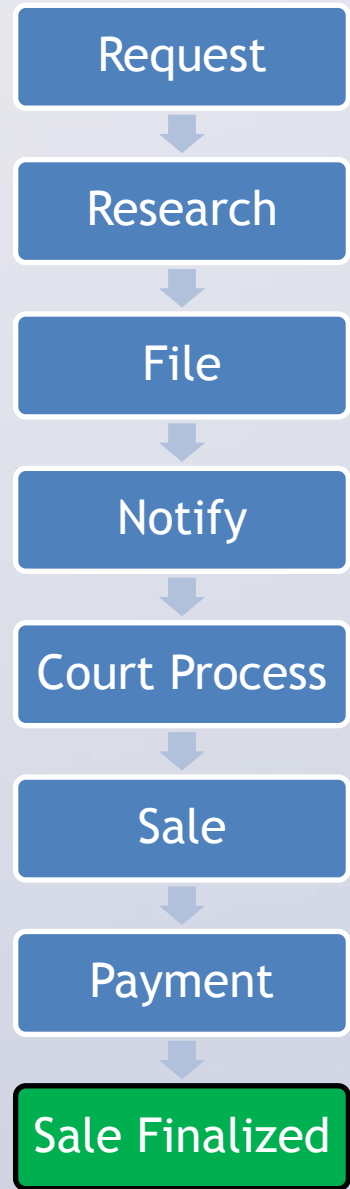 Request
Research
File
Notify
Court Process
Sale
Payment
Sale Finalized